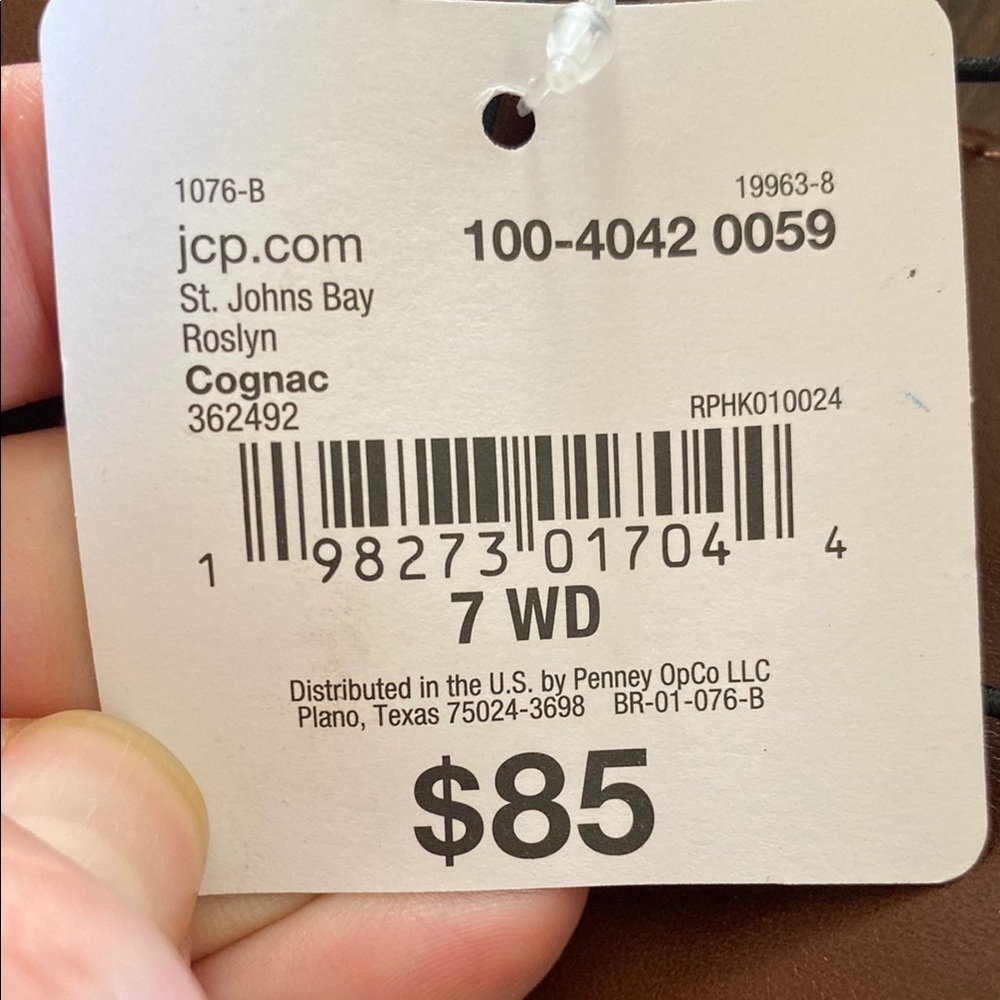 1076-B 19963-8
jcp.com 100-4042 0059
St. Johns Bay
Roslyn
Cognac
362492 RPHK010024
1 98273 01704 4
7 WD
Distributed in the U.S. by Penney OpCo LLC
Plano, Texas 75024-3698 BR-01-076-B
$85